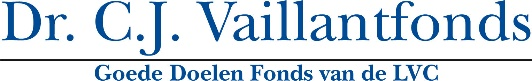 Dr. C.J. Vaillantfonds
Goede Doelen Fonds van de LVC